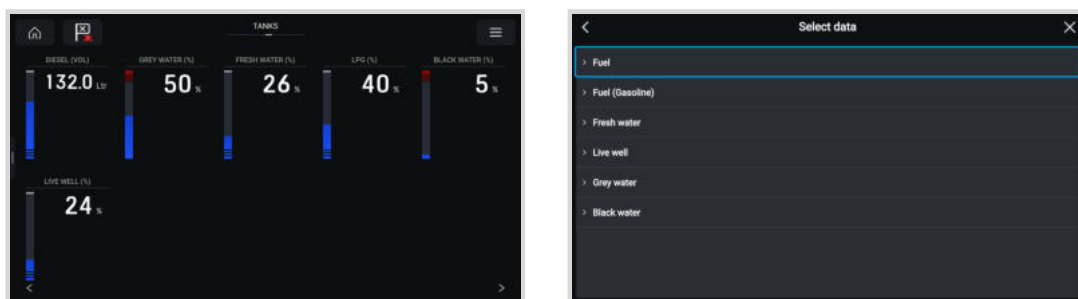 TANKS
DIESEL (VOL) GREY WATER (%) FRESH WATER (%) LPG (%) BLACK WATER (%)
132.0 Ltr 50 % 26 % 40 % 5 %
LIVE WELL (%)
24 %
Select data
Fuel
Fuel (Gasoline)
Fresh water
Live well
Grey water
Black water